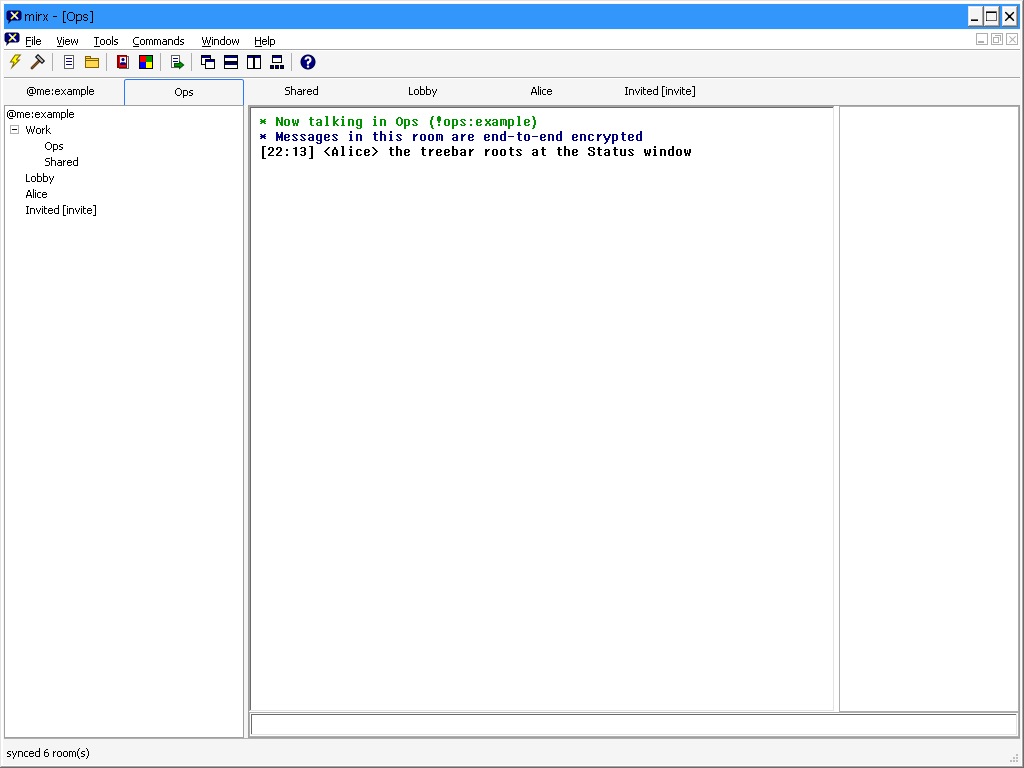 mirx - [Ops]
File View Tools Commands Window Help
@me:example Ops Shared Lobby Alice Invited [invite]
@me:example
Work
Ops
Shared
Lobby
Alice
Invited [invite]
* Now talking in Ops (!ops:example)
* Messages in this room are end-to-end encrypted
[22:13] <Alice> the treebar roots at the Status window
synced 6 room(s)